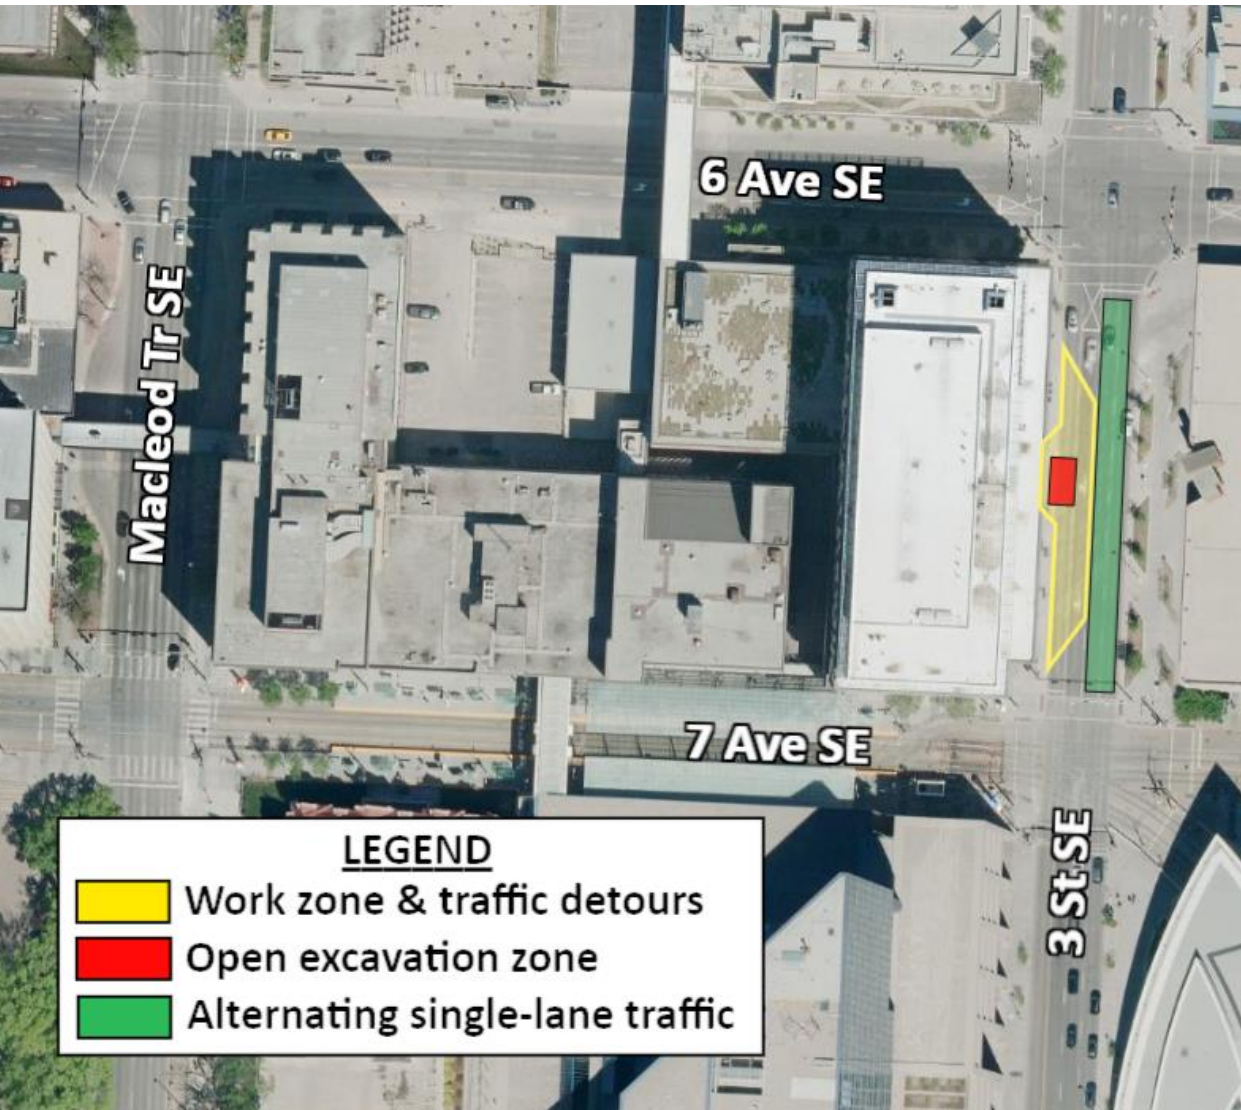 6 Ave SE
Macleod Tr SE
7 Ave SE
3 St SE
LEGEND
Work zone & traffic detours
Open excavation zone
Alternating single-lane traffic